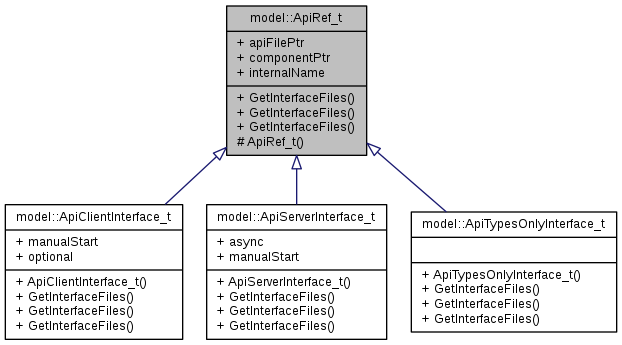 model::ApiRef_t
+ apiFilePtr
+ componentPtr
+ internalName
+ GetInterfaceFiles()
+ GetInterfaceFiles()
+ GetInterfaceFiles()
# ApiRef_t()
model::ApiClientInterface_t
+ manualStart
+ optional
+ ApiClientInterface_t()
+ GetInterfaceFiles()
+ GetInterfaceFiles()
+ GetInterfaceFiles()
model::ApiServerInterface_t
+ async
+ manualStart
+ ApiServerInterface_t()
+ GetInterfaceFiles()
+ GetInterfaceFiles()
+ GetInterfaceFiles()
model::ApiTypesOnlyInterface_t
+ ApiTypesOnlyInterface_t()
+ GetInterfaceFiles()
+ GetInterfaceFiles()
+ GetInterfaceFiles()